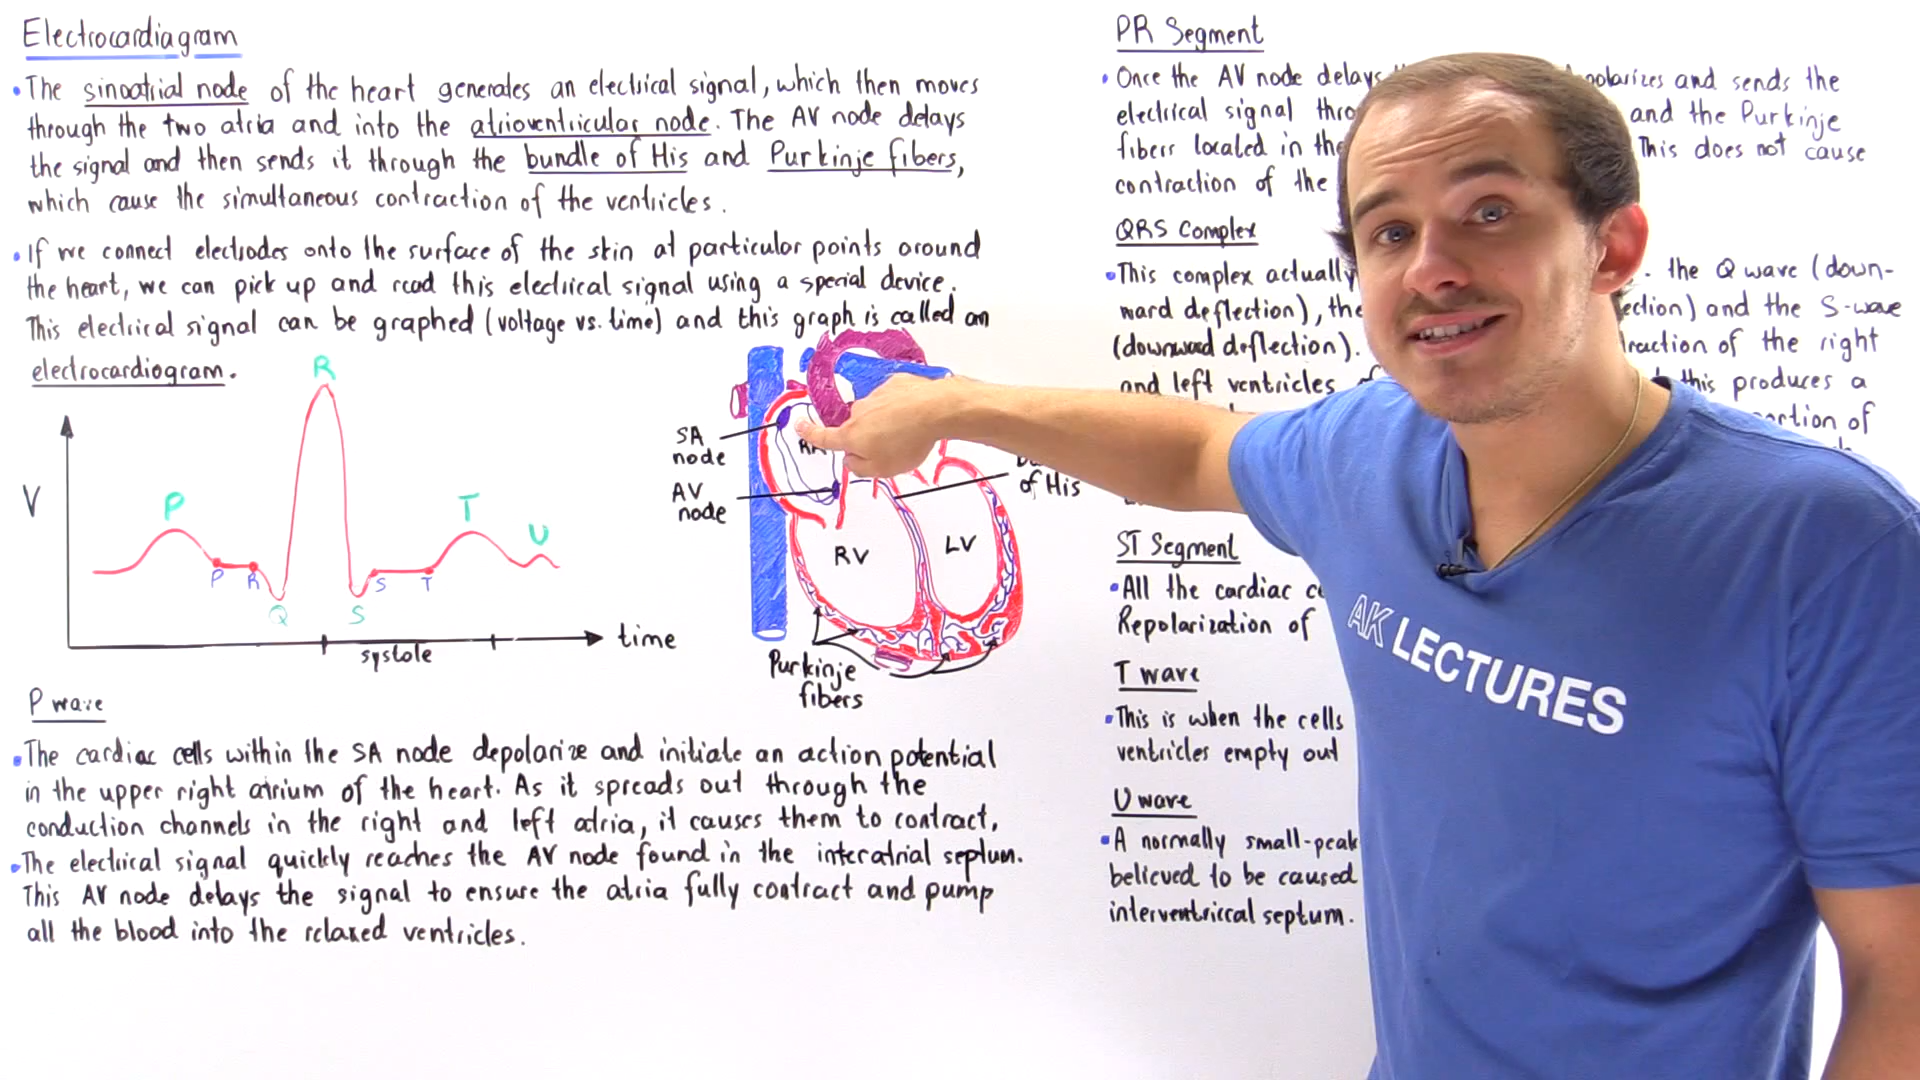 Electrocardiagram
• The sinoatrial node of the heart generates an electrical signal, which then moves
through the two atria and into the atrioventricular node. The AV node delays
the signal and then sends it through the bundle of His and Purkinje fibers,
which cause the simultaneous contraction of the ventricles.
• If we connect electrodes onto the surface of the skin at particular points around
the heart, we can pick up and read this electrical signal using a special device.
This electrical signal can be graphed (voltage vs. time) and this graph is called an
electrocardiogram.
R
V
P
T
U
P
R
S
T
Q
S
time
systole
SA
node
RA
AV
node
of His
RV
LV
Purkinje
fibers
P wave
• The cardiac cells within the SA node depolarize and initiate an action potential
in the upper right atrium of the heart. As it spreads out through the
conduction channels in the right and left atria, it causes them to contract.
• The electrical signal quickly reaches the AV node found in the interatrial septum.
This AV node delays the signal to ensure the atria fully contract and pump
all the blood into the relaxed ventricles.
PR Segment
• Once the AV node delays and sends the
electrical signal and the Purkinje
fibers located in the This does not cause
contraction of the
QRS Complex
• This complex actually the Q wave (down-
ward deflection), the and the S-wave
(downward deflection). of the right
and left ventricles this produces a
of
ST Segment
• All the cardiac
Repolarization of
T wave
• This is when the cells
ventricles empty out
U wave
• A normally small-peak
believed to be caused
interventriccal septum.
AK LECTURES